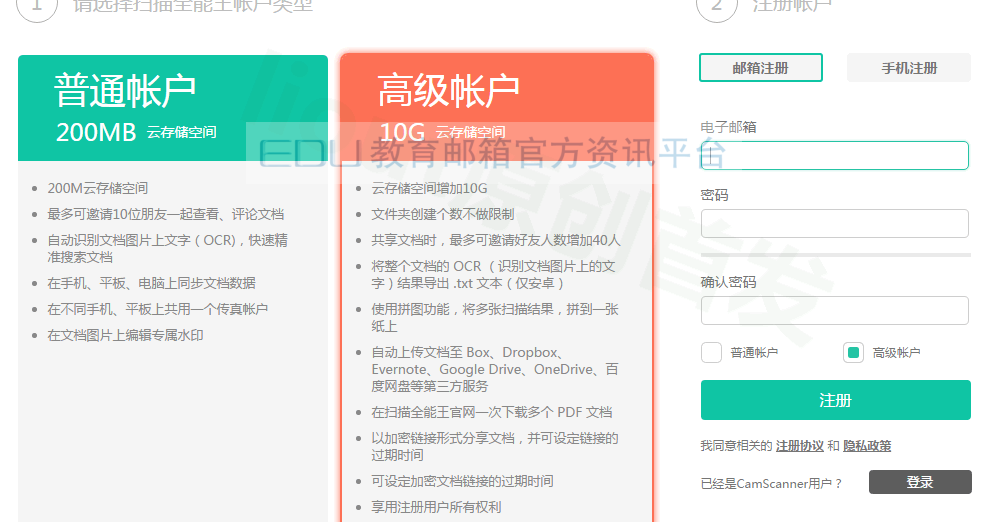 1 请选择扫描全能王帐户类型
2 注册帐户
普通帐户
200MB 云存储空间
200M云存储空间
最多可邀请10位朋友一起查看、评论文档
自动识别文档图片上文字（OCR)，快速精
准搜索文档
在手机、平板、电脑上同步文档数据
在不同手机、平板上共用一个传真帐户
在文档图片上编辑专属水印
高级帐户
10G 云存储空间
云存储空间增加10G
文件夹创建个数不做限制
共享文档时，最多可邀请好友人数增加40人
将整个文档的 OCR （识别文档图片上的文
字）结果导出 .txt 文本（仅安卓 ）
使用拼图功能，将多张扫描结果，拼到一张
纸上
自动上传文档至 Box、Dropbox、
Evernote、Google Drive、OneDrive、百
度网盘等第三方服务
在扫描全能王官网一次下载多个 PDF 文档
以加密链接形式分享文档，并可设定链接的
过期时间
可设定加密文档链接的过期时间
享用注册用户所有权利
邮箱注册 手机注册
电子邮箱
密码
确认密码
普通帐户 高级帐户
注册
我同意相关的 注册协议 和 隐私政策
已经是CamScanner用户？ 登录
EDU 教育邮箱官方资讯平台
原创首发